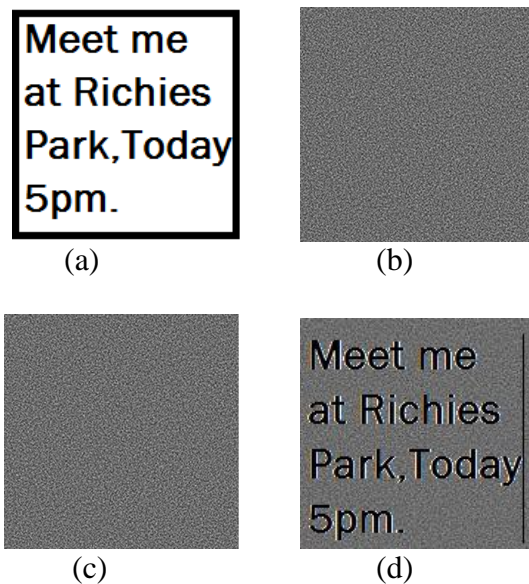 Meet me
at Richies
Park,Today
5pm.
(a)
(b)
(c)
Meet me
at Richies
Park,Today
5pm.
(d)